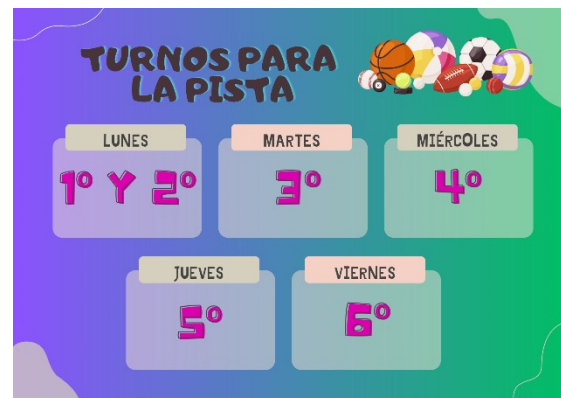 TURNOS PARA
LA PISTA
LUNES
1º Y 2º
MARTES
3º
MIÉRCOLES
4º
JUEVES
5º
VIERNES
6º